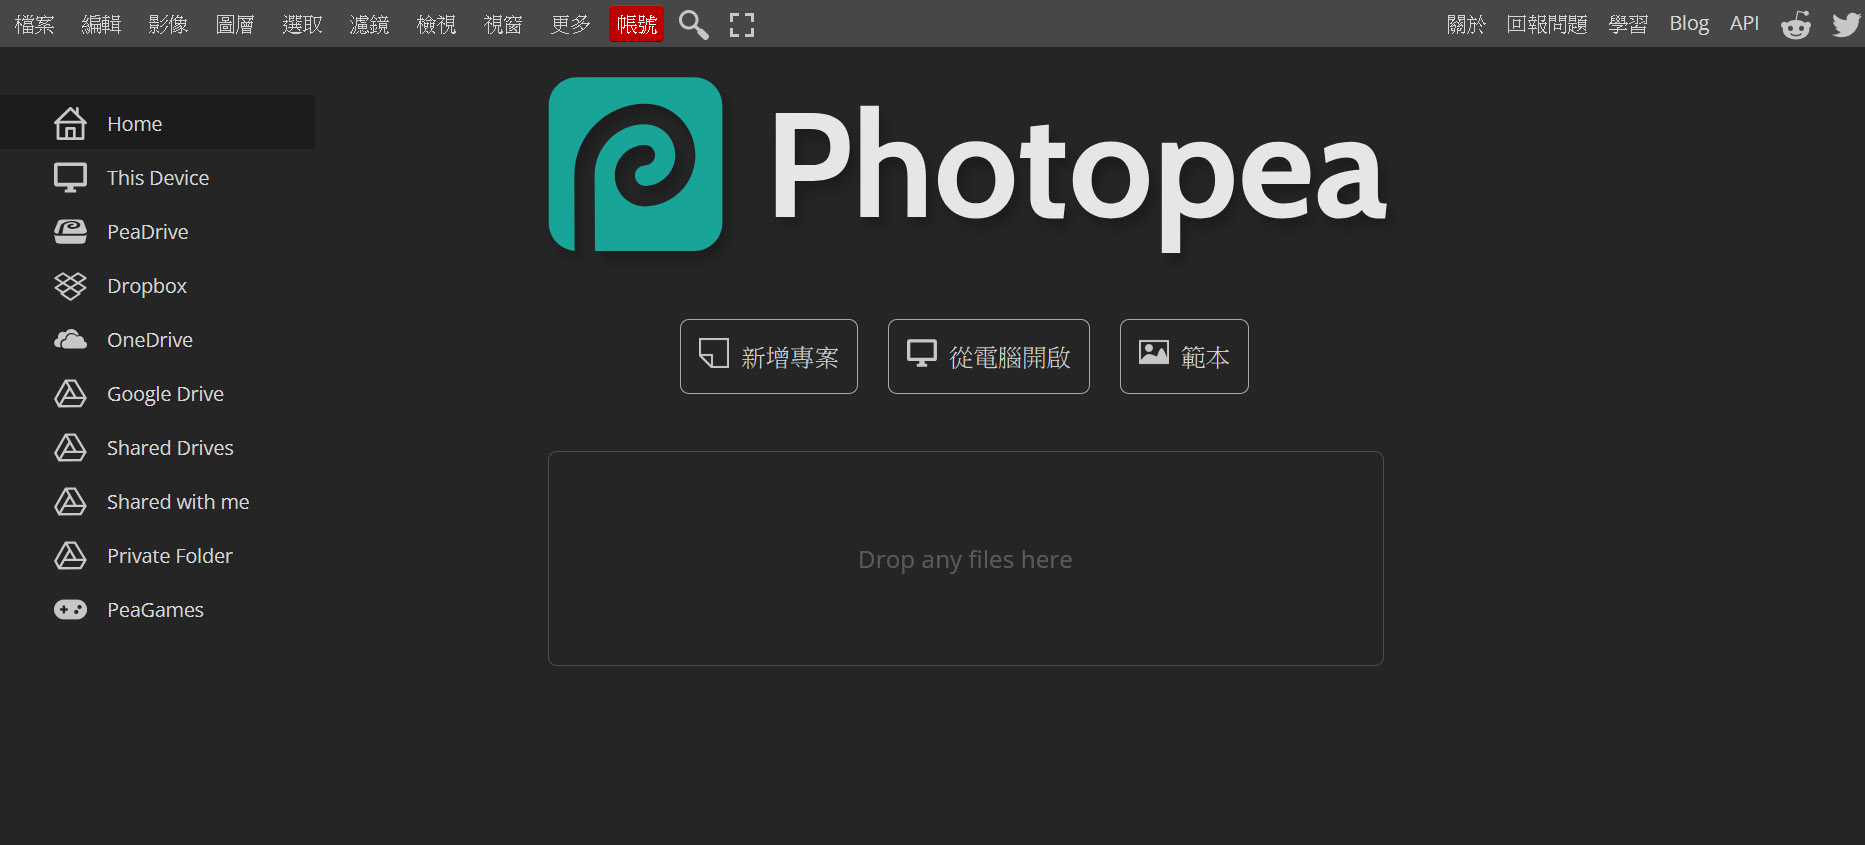 檔案 編輯 影像 圖層 選取 濾鏡 檢視 視窗 更多 帳號 關於 回報問題 學習 Blog API
Home
This Device
PeaDrive
Dropbox
OneDrive
Google Drive
Shared Drives
Shared with me
Private Folder
PeaGames
Photopea
新增專案 從電腦開啟 範本
Drop any files here